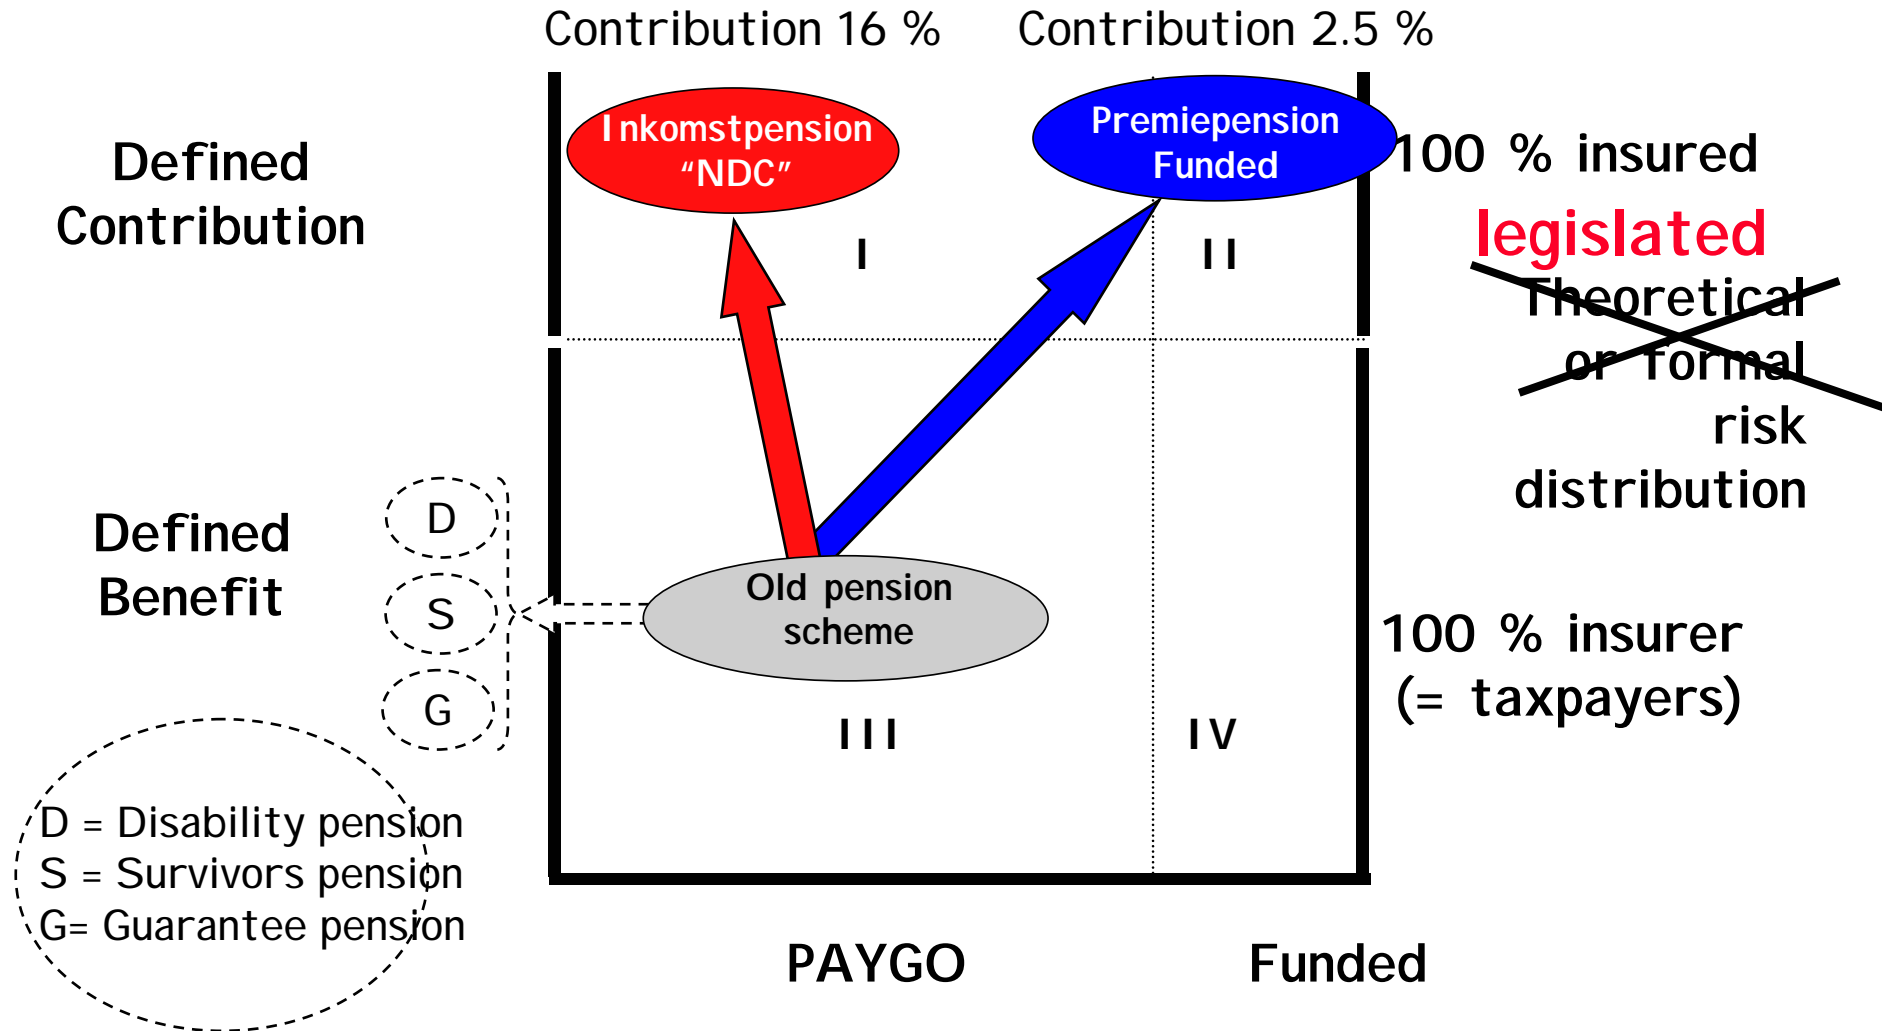 Contribution 16 %
Contribution 2.5 %
Defined
Contribution
Inkomstpension
“NDC”
Premiepension
Funded
100 % insured
legislated
Theoretical
or formal
risk
distribution
I
II
Defined
Benefit
D
S
G
Old pension
scheme
100 % insurer
(= taxpayers)
III
IV
D = Disability pension
S = Survivors pension
G= Guarantee pension
PAYGO
Funded